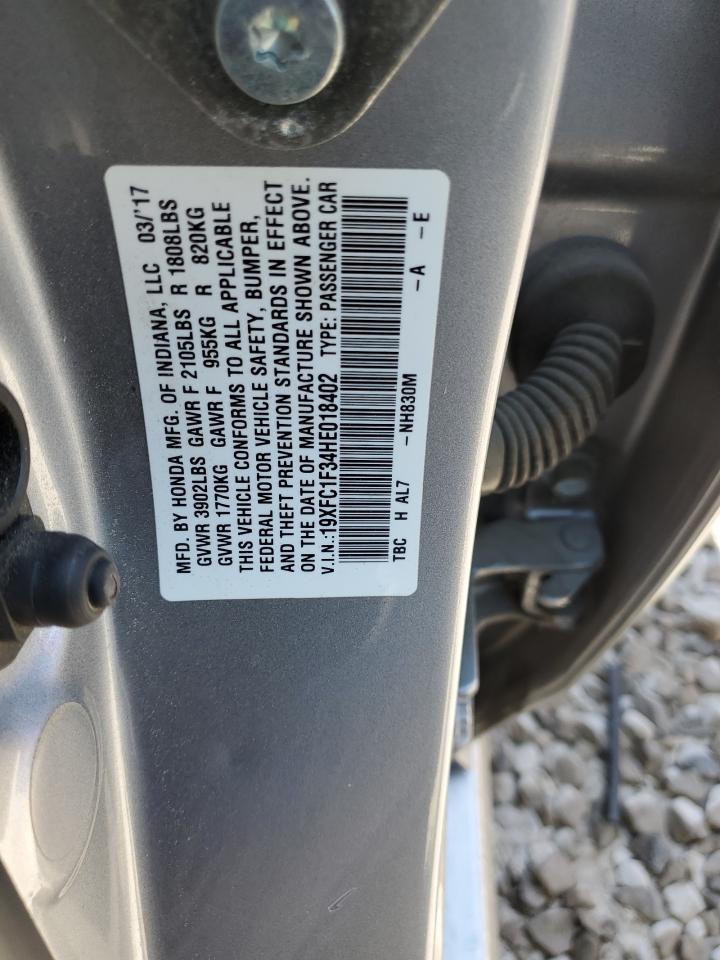 MFD. BY HONDA MFG. OF INDIANA, LLC 03/'17
GVWR 3902LBS GAWR F 2105LBS R 1808LBS
GVWR 1770KG GAWR F 955KG R 820KG
THIS VEHICLE CONFORMS TO ALL APPLICABLE
FEDERAL MOTOR VEHICLE SAFETY, BUMPER,
AND THEFT PREVENTION STANDARDS IN EFFECT
ON THE DATE OF MANUFACTURE SHOWN ABOVE.
V.I.N.:19XFC1F34HE018402 TYPE: PASSENGER CAR
TBC H AL7 -NH830M -A -E